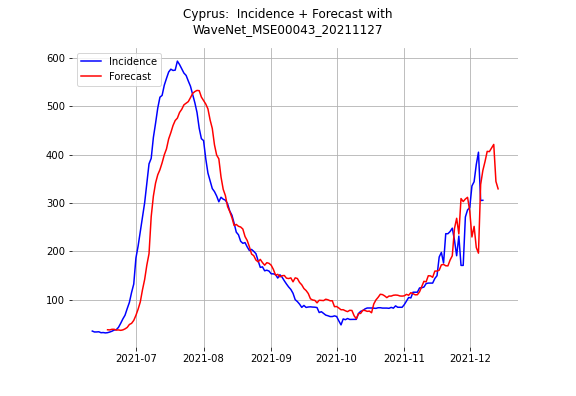 Cyprus:  Incidence + Forecast with
WaveNet_MSE00043_20211127
Incidence
Forecast
600
500
400
300
200
100
2021-07 2021-08 2021-09 2021-10 2021-11 2021-12